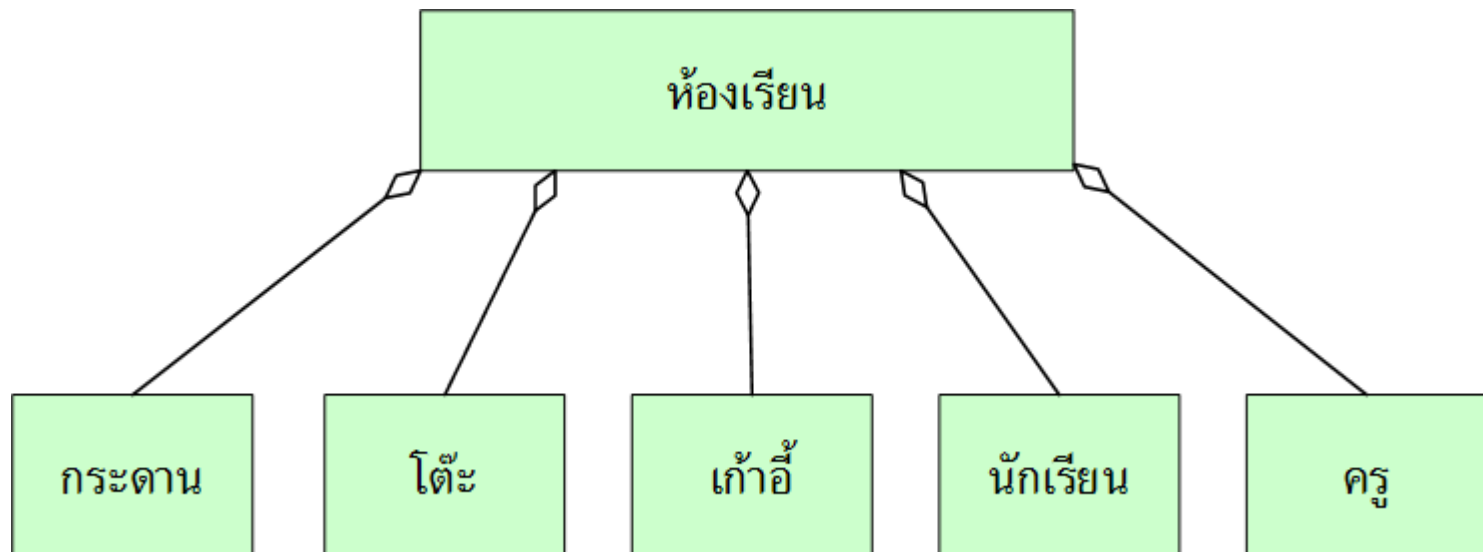 ห้องเรียน
กระดาน
โต๊ะ
เก้าอี้
นักเรียน
ครู